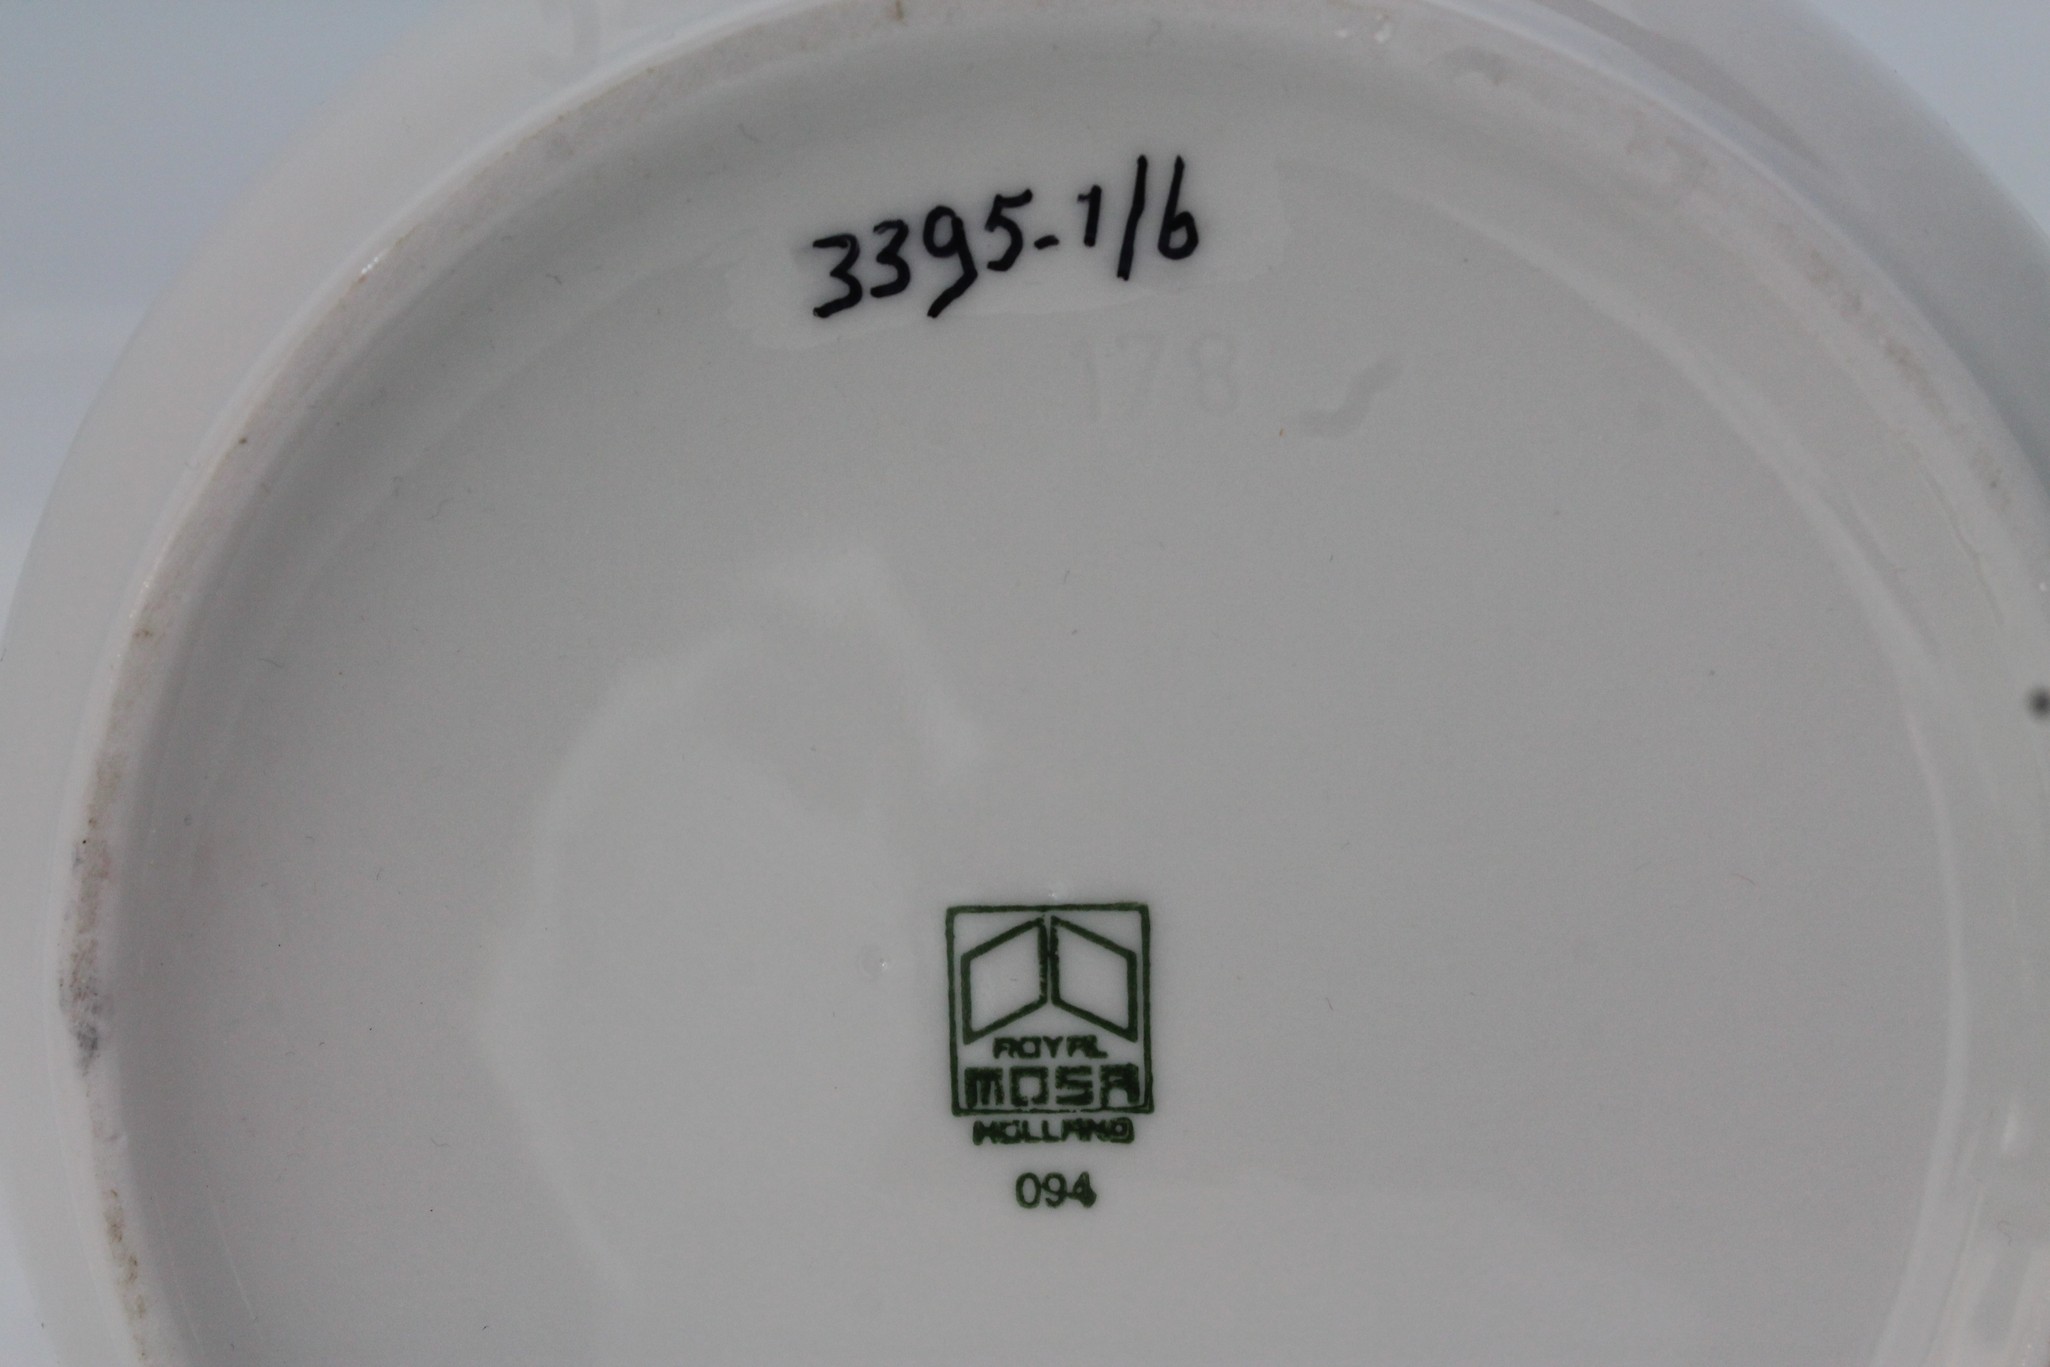 3395-1/6
178
ROYAL
MOSA
HOLLAND
094